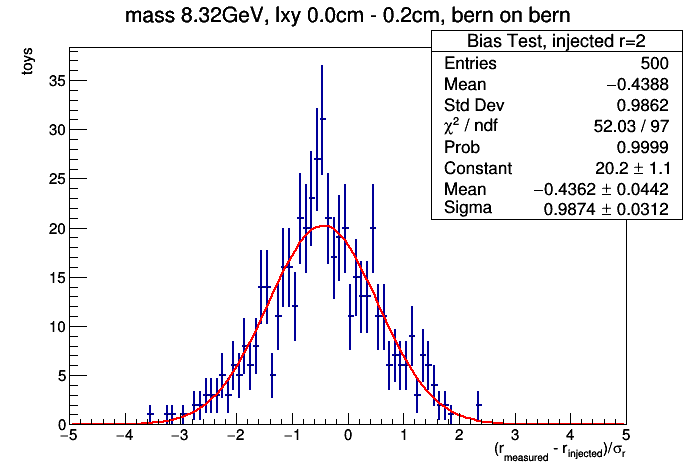 mass 8.32GeV, lxy 0.0cm - 0.2cm, bern on bern
Bias Test, injected r=2
Entries 500
Mean −0.4388
Std Dev 0.9862
χ² / ndf 52.03 / 97
Prob 0.9999
Constant 20.2 ± 1.1
Mean −0.4362 ± 0.0442
Sigma 0.9874 ± 0.0312
toys
35
30
25
20
15
10
5
0
−5 −4 −3 −2 −1 0 1 2 3 4 5
(r_measured - r_injected)/σ_r